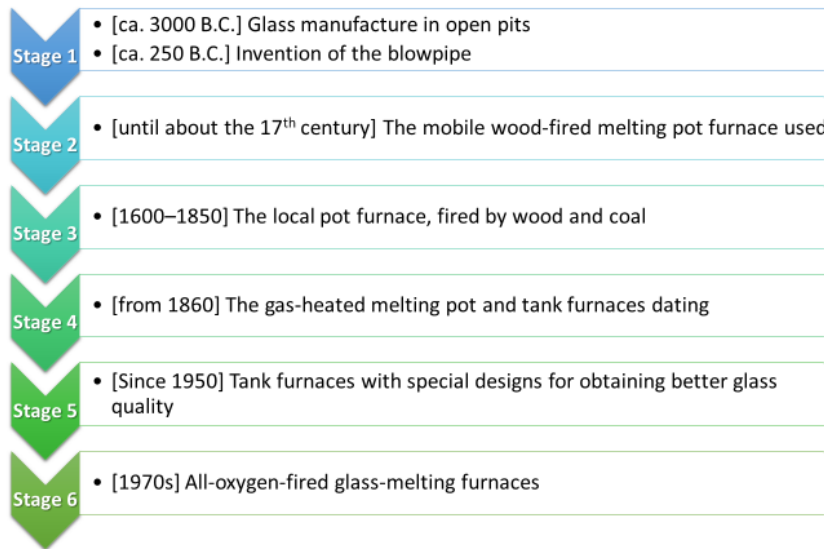 Stage 1
• [ca. 3000 B.C.] Glass manufacture in open pits
• [ca. 250 B.C.] Invention of the blowpipe
Stage 2
• [until about the 17th century] The mobile wood-fired melting pot furnace used
Stage 3
• [1600–1850] The local pot furnace, fired by wood and coal
Stage 4
• [from 1860] The gas-heated melting pot and tank furnaces dating
Stage 5
• [Since 1950] Tank furnaces with special designs for obtaining better glass
quality
Stage 6
• [1970s] All-oxygen-fired glass-melting furnaces